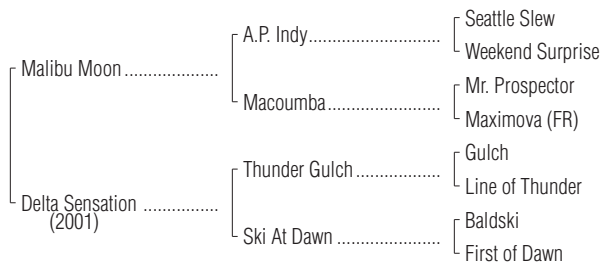 Seattle Slew
A.P. Indy
Weekend Surprise
Malibu Moon
Mr. Prospector
Macoumba
Maximova (FR)
Gulch
Thunder Gulch
Line of Thunder
Delta Sensation
(2001)
Baldski
Ski At Dawn
First of Dawn